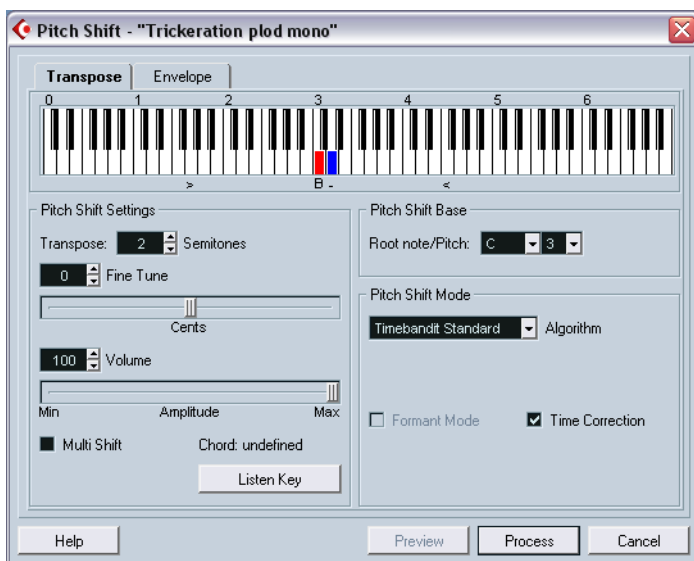 Pitch Shift - "Trickeration plod mono"
Transpose Envelope
0 1 2 3 4 5 6
> B - <
Pitch Shift Settings
Transpose: 2 Semitones
0 Fine Tune
Cents
100 Volume
Min Amplitude Max
Multi Shift Chord: undefined
Listen Key
Pitch Shift Base
Root note/Pitch: C 3
Pitch Shift Mode
Timebandit Standard Algorithm
Formant Mode Time Correction
Help Preview Process Cancel